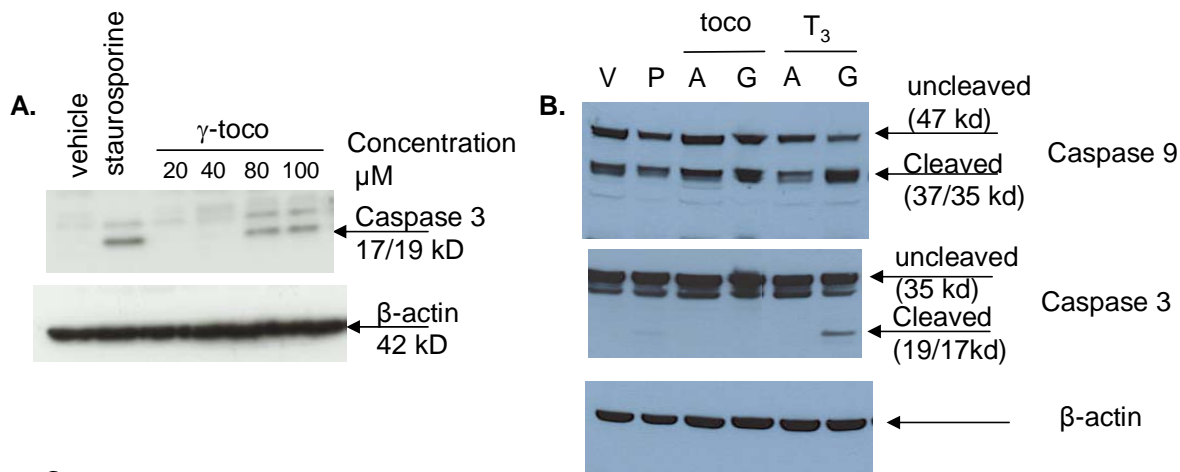 A.
vehicle
staurosporine
γ-toco
20 40 80 100
Concentration
µM
Caspase 3
17/19 kD
β-actin
42 kD
B.
toco T3
V P A G A G
uncleaved
(47 kd)
Cleaved
(37/35 kd)
Caspase 9
uncleaved
(35 kd)
Cleaved
(19/17kd)
Caspase 3
β-actin